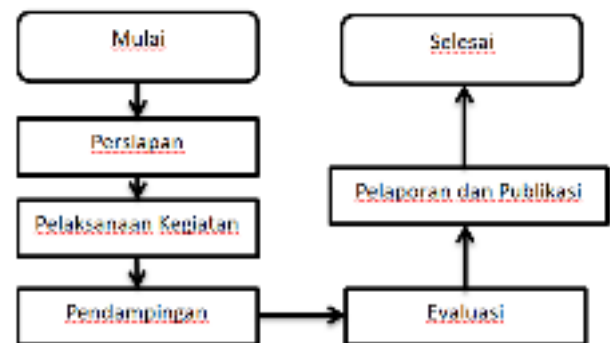 Mulai
Persiapan
Pelaksanaan Kegiatan
Pendampingan
Evaluasi
Pelaporan dan Publikasi
Selesai